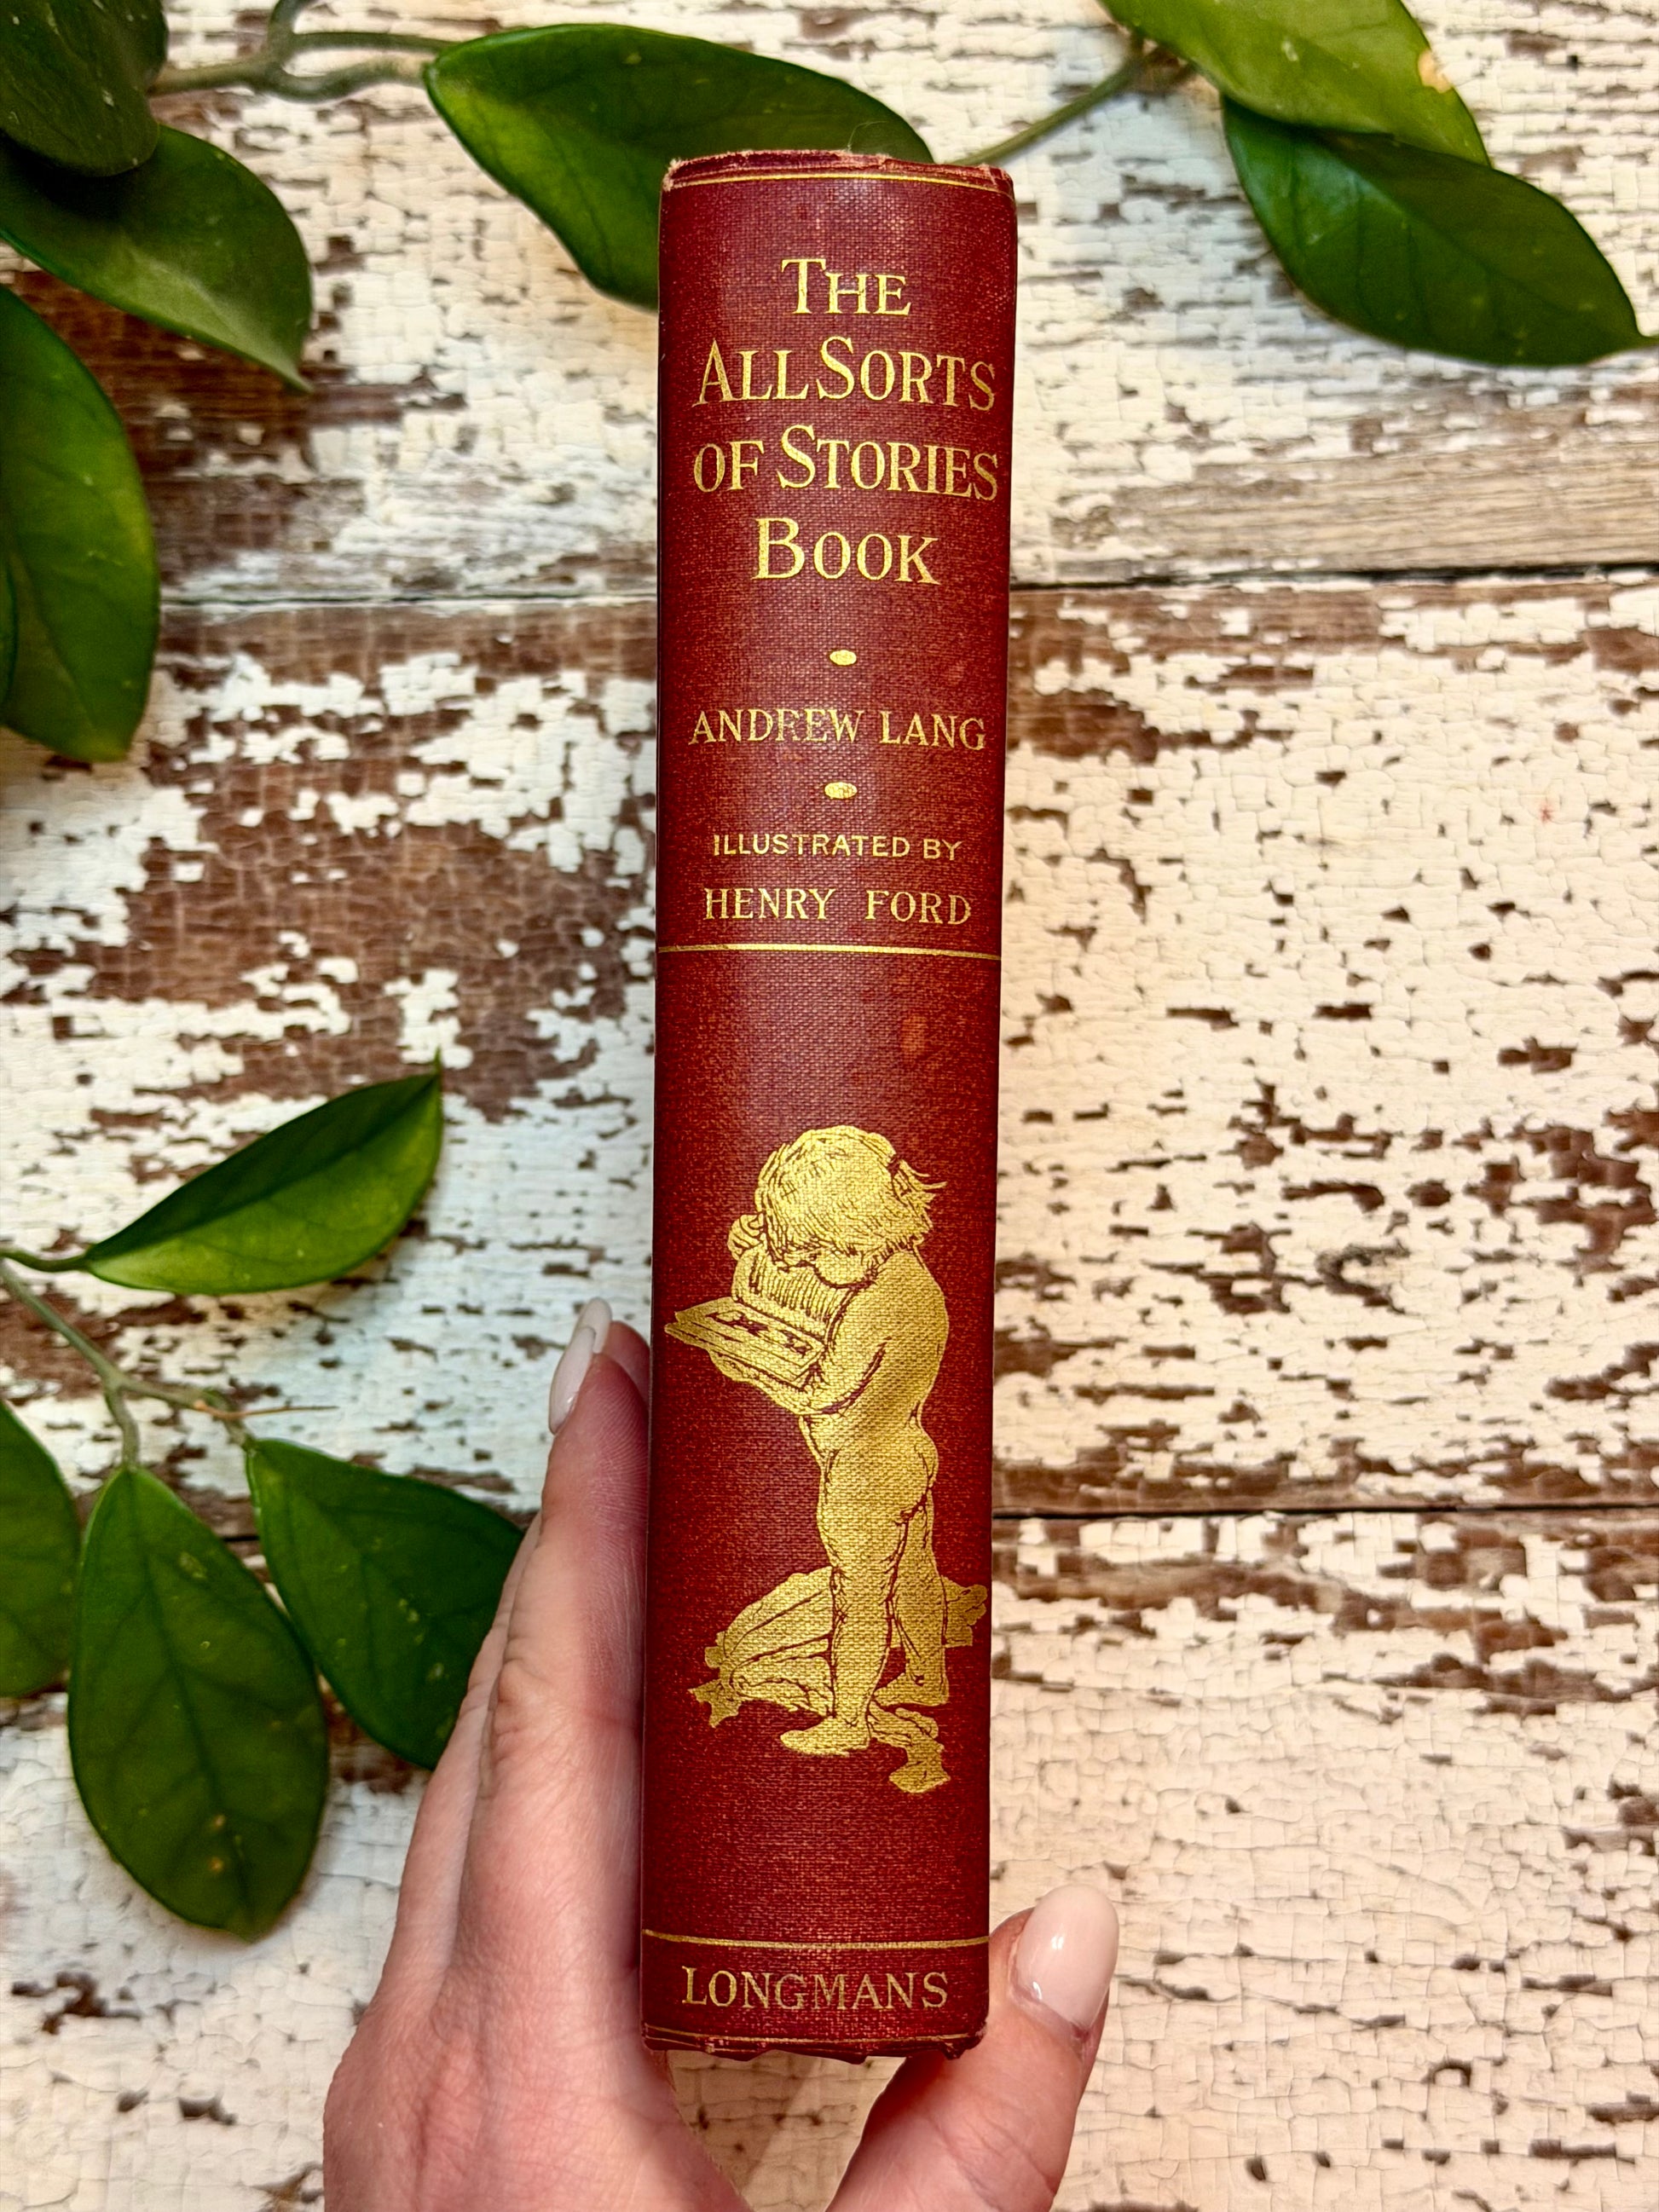 THE
ALL SORTS
OF STORIES
BOOK
ANDREW LANG
ILLUSTRATED BY
HENRY FORD
LONGMANS